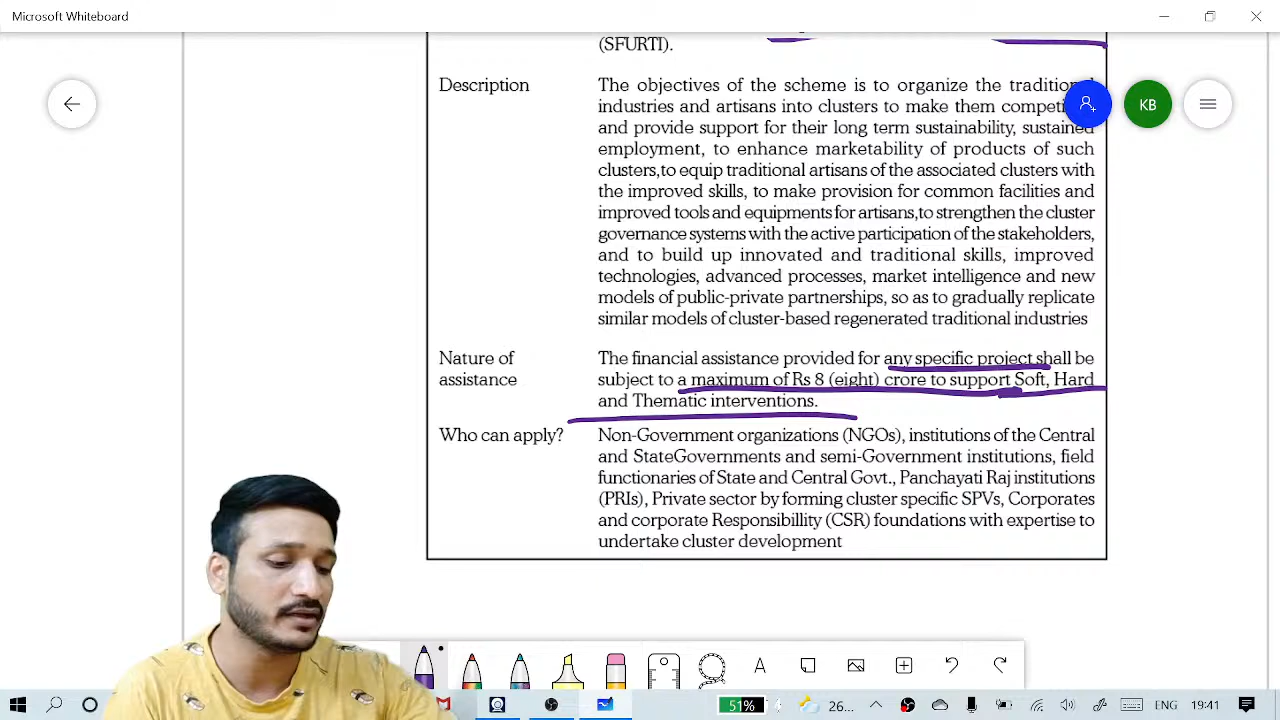 Microsoft Whiteboard
(SFURTI).
Description
The objectives of the scheme is to organize the traditional
industries and artisans into clusters to make them
and provide support for their long term sustainability, sustained
employment, to enhance marketability of products of such
clusters,to equip traditional artisans of the associated clusters with
the improved skills, to make provision for common facilities and
improved tools and equipments for artisans,to strengthen the cluster
governance systems with the active participation of the stakeholders,
and to build up innovated and traditional skills, improved
technologies, advanced processes, market intelligence and new
models of public-private partnerships, so as to gradually replicate
similar models of cluster-based regenerated traditional industries
KB
Nature of
assistance
The financial assistance provided for any specific project shall be
subject to a maximum of Rs 8 (eight) crore to support Soft, Hard
and Thematic interventions.
Who can apply?
Non-Government organizations (NGOs), institutions of the Central
and StateGovernments and semi-Government institutions, field
functionaries of State and Central Govt., Panchayati Raj institutions
(PRIs), Private sector by forming cluster specific SPVs, Corporates
and corporate Responsibillity (CSR) foundations with expertise to
undertake cluster development
A
51%
26...
ENG
19:41